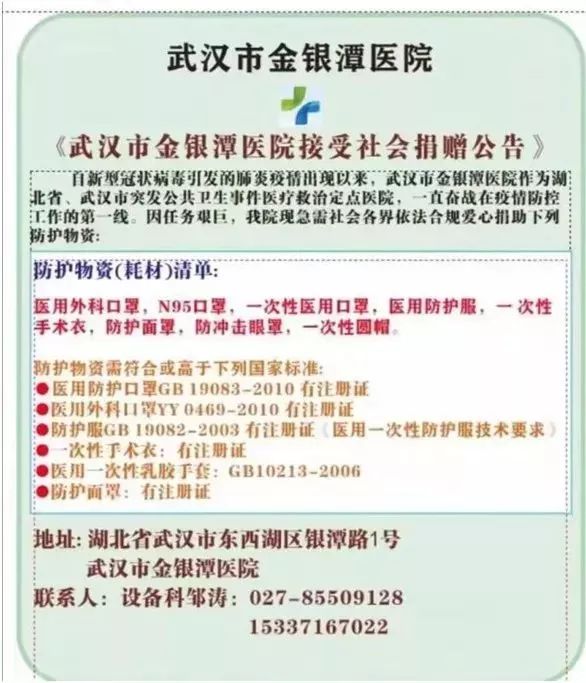 武汉市金银潭医院
《武汉市金银潭医院接受社会捐赠公告》
自新型冠状病毒引发的肺炎疫情出现以来，武汉市金银潭医院作为湖
北省、武汉市突发公共卫生事件医疗救治定点医院，一直奋战在疫情防控
工作的第一线。因任务艰巨，我院现急需社会各界依法合规爱心捐助下列
防护物资:
防护物资(耗材)清单:
医用外科口罩，N95口罩，一次性医用口罩，医用防护服，一次性
手术衣，防护面罩，防冲击眼罩，一次性圆帽。
防护物资需符合或高于下列国家标准:
●医用防护口罩GB 19083-2010 有注册证
●医用外科口罩YY 0469-2010 有注册证
●防护服GB 19082-2003 有注册证《医用一次性防护服技术要求》
●一次性手术衣：有注册证
●医用一次性乳胶手套：GB10213-2006
●防护面罩：有注册证
地址: 湖北省武汉市东西湖区银潭路1号
武汉市金银潭医院
联系人：设备科邹涛：027-85509128
15337167022